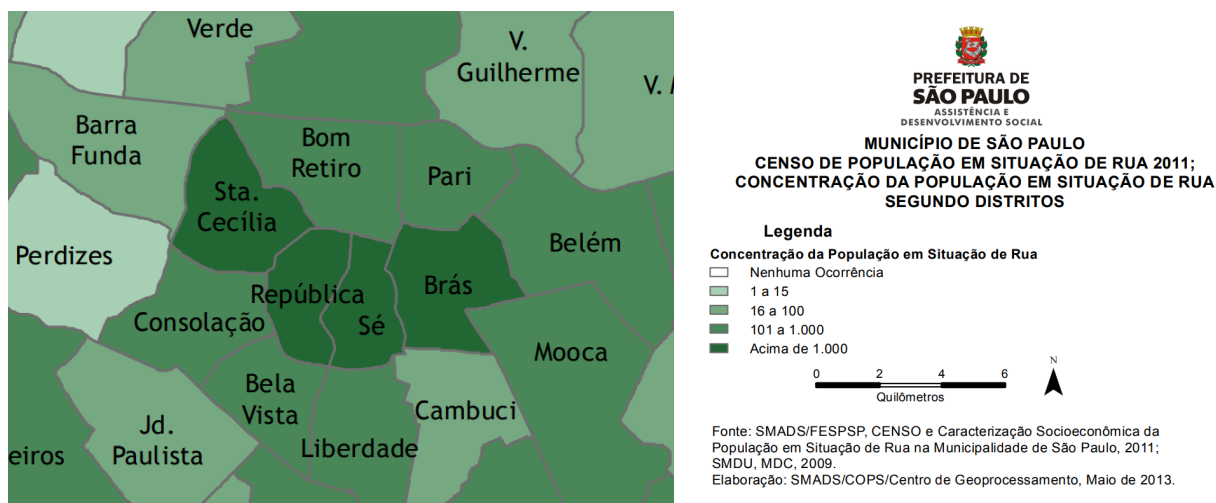 Verde
V.
Guilherme
V. M
Barra
Funda
Bom
Retiro
Pari
Sta.
Cecília
Perdizes
Belém
República
Brás
Consolação
Sé
Mooca
Bela
Vista
Cambuci
Jd.
Paulista
Liberdade
eiros
PREFEITURA DE
SÃO PAULO
ASSISTÊNCIA E
DESENVOLVIMENTO SOCIAL
MUNICÍPIO DE SÃO PAULO
CENSO DE POPULAÇÃO EM SITUAÇÃO DE RUA 2011;
CONCENTRAÇÃO DA POPULAÇÃO EM SITUAÇÃO DE RUA
SEGUNDO DISTRITOS
Legenda
Concentração da População em Situação de Rua
Nenhuma Ocorrência
1 a 15
16 a 100
101 a 1.000
Acima de 1.000
0 2 4 6
Quilômetros
N
Fonte: SMADS/FESPSP, CENSO e Caracterização Socioeconômica da
População em Situação de Rua na Municipalidade de São Paulo, 2011;
SMDU, MDC, 2009.
Elaboração: SMADS/COPS/Centro de Geoprocessamento, Maio de 2013.